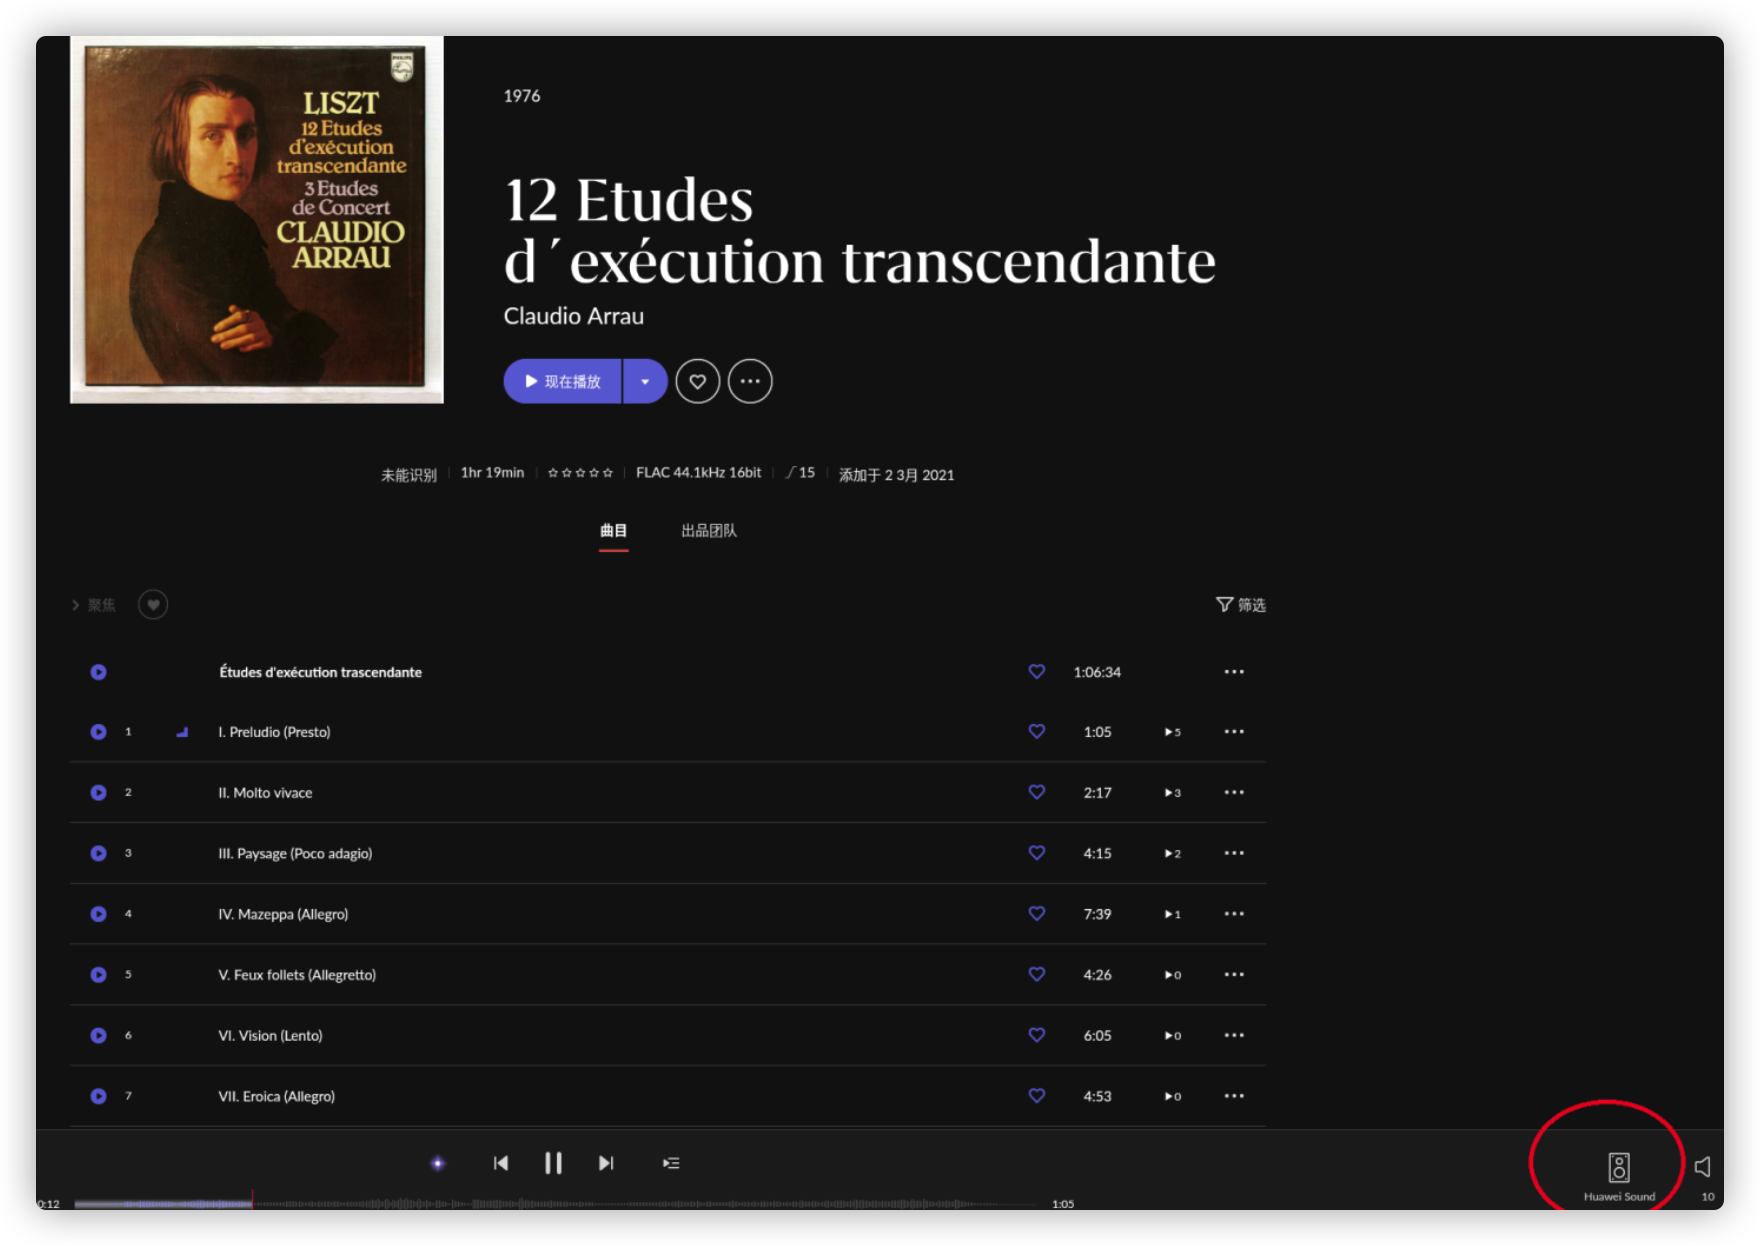 PHILIPS
LISZT
12 Etudes
d'exécution
transcendante
3 Etudes
de Concert
CLAUDIO
ARRAU
1976
12 Etudes
d´exécution transcendante
Claudio Arrau
现在播放
未能识别 1hr 19min FLAC 44.1kHz 16bit 15 添加于 2 3月 2021
曲目 出品团队
聚焦 筛选
Études d'exécution trascendante 1:06:34
1 I. Preludio (Presto) 1:05 5
2 II. Molto vivace 2:17 3
3 III. Paysage (Poco adagio) 4:15 2
4 IV. Mazeppa (Allegro) 7:39 1
5 V. Feux follets (Allegretto) 4:26 0
6 VI. Vision (Lento) 6:05 0
7 VII. Eroica (Allegro) 4:53 0
0:12 1:05 Huawei Sound 10